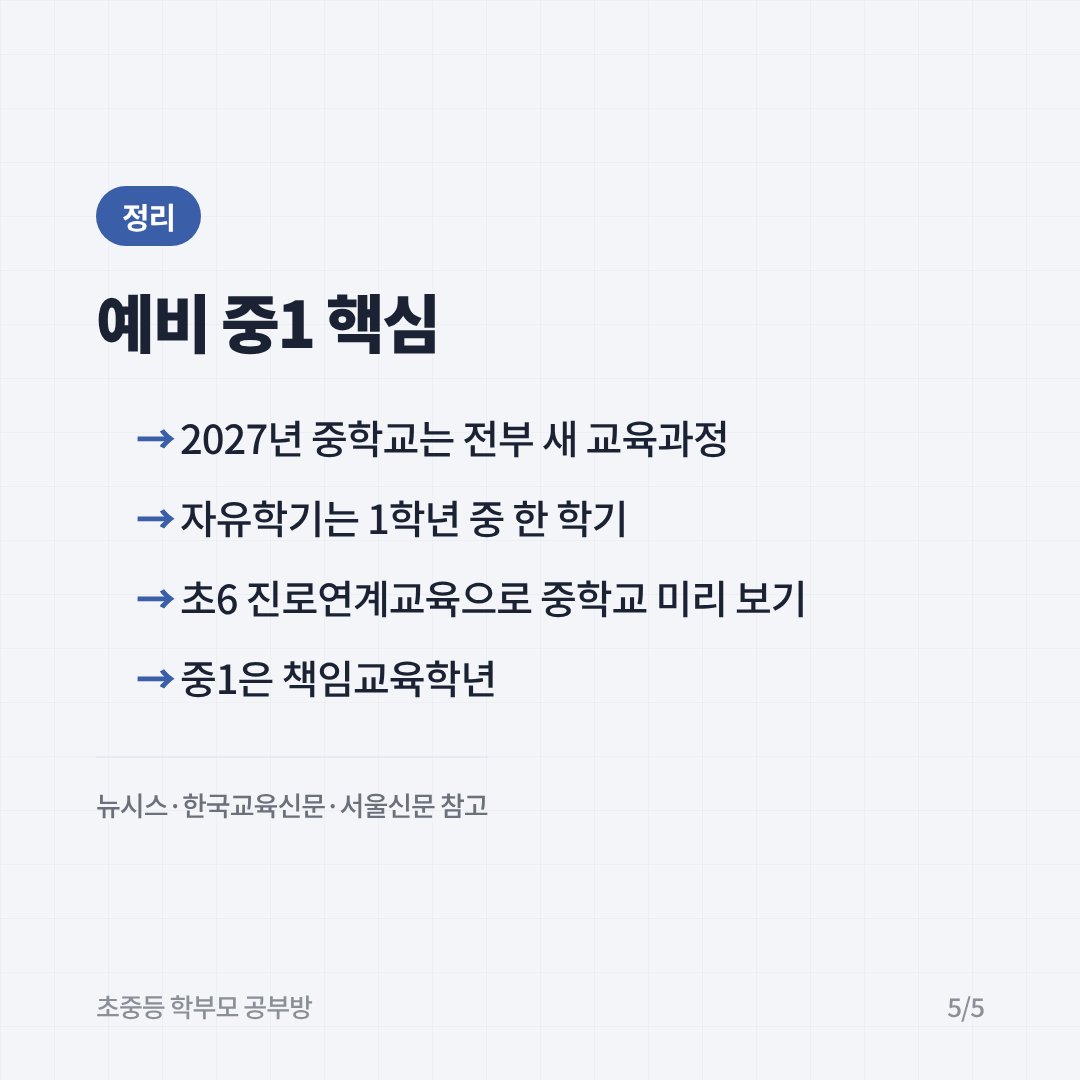 정리
예비 중1 핵심
→ 2027년 중학교는 전부 새 교육과정
→ 자유학기는 1학년 중 한 학기
→ 초6 진로연계교육으로 중학교 미리 보기
→ 중1은 책임교육학년
뉴시스·한국교육신문·서울신문 참고
초중등 학부모 공부방
5/5